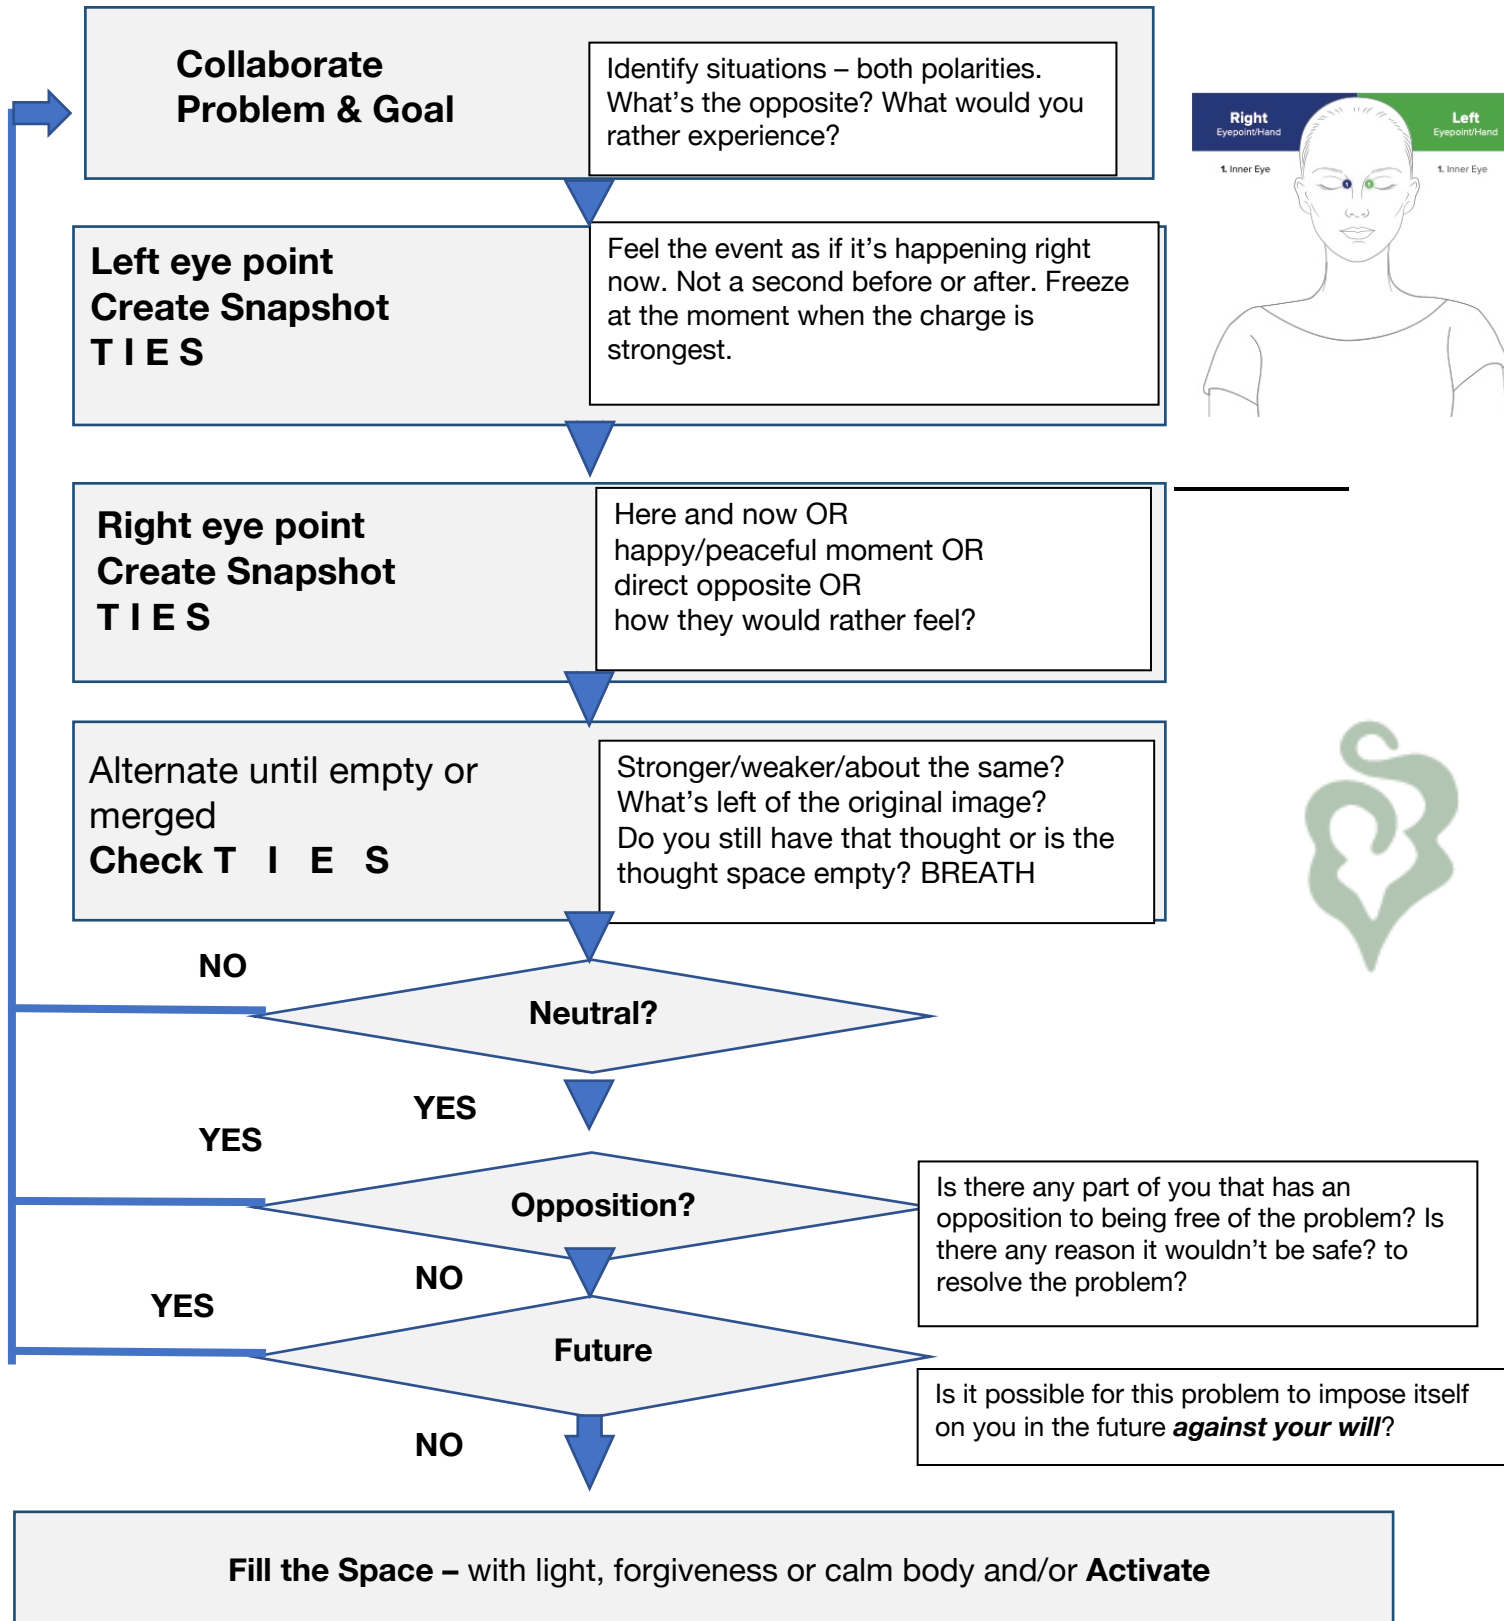 Collaborate
Problem & Goal
Identify situations – both polarities.
What's the opposite? What would you
rather experience?
Right
Eyepoint/Hand
1. Inner Eye
Left
Eyepoint/Hand
1. Inner Eye
1
1
Left eye point
Create Snapshot
T I E S
Feel the event as if it's happening right
now. Not a second before or after. Freeze
at the moment when the charge is
strongest.
Right eye point
Create Snapshot
T I E S
Here and now OR
happy/peaceful moment OR
direct opposite OR
how they would rather feel?
Alternate until empty or
merged
Check T I E S
Stronger/weaker/about the same?
What's left of the original image?
Do you still have that thought or is the
thought space empty? BREATH
NO
Neutral?
YES
YES
Opposition?
Is there any part of you that has an
opposition to being free of the problem? Is
there any reason it wouldn't be safe? to
resolve the problem?
NO
YES
Future
Is it possible for this problem to impose itself
on you in the future against your will?
NO
Fill the Space – with light, forgiveness or calm body and/or Activate